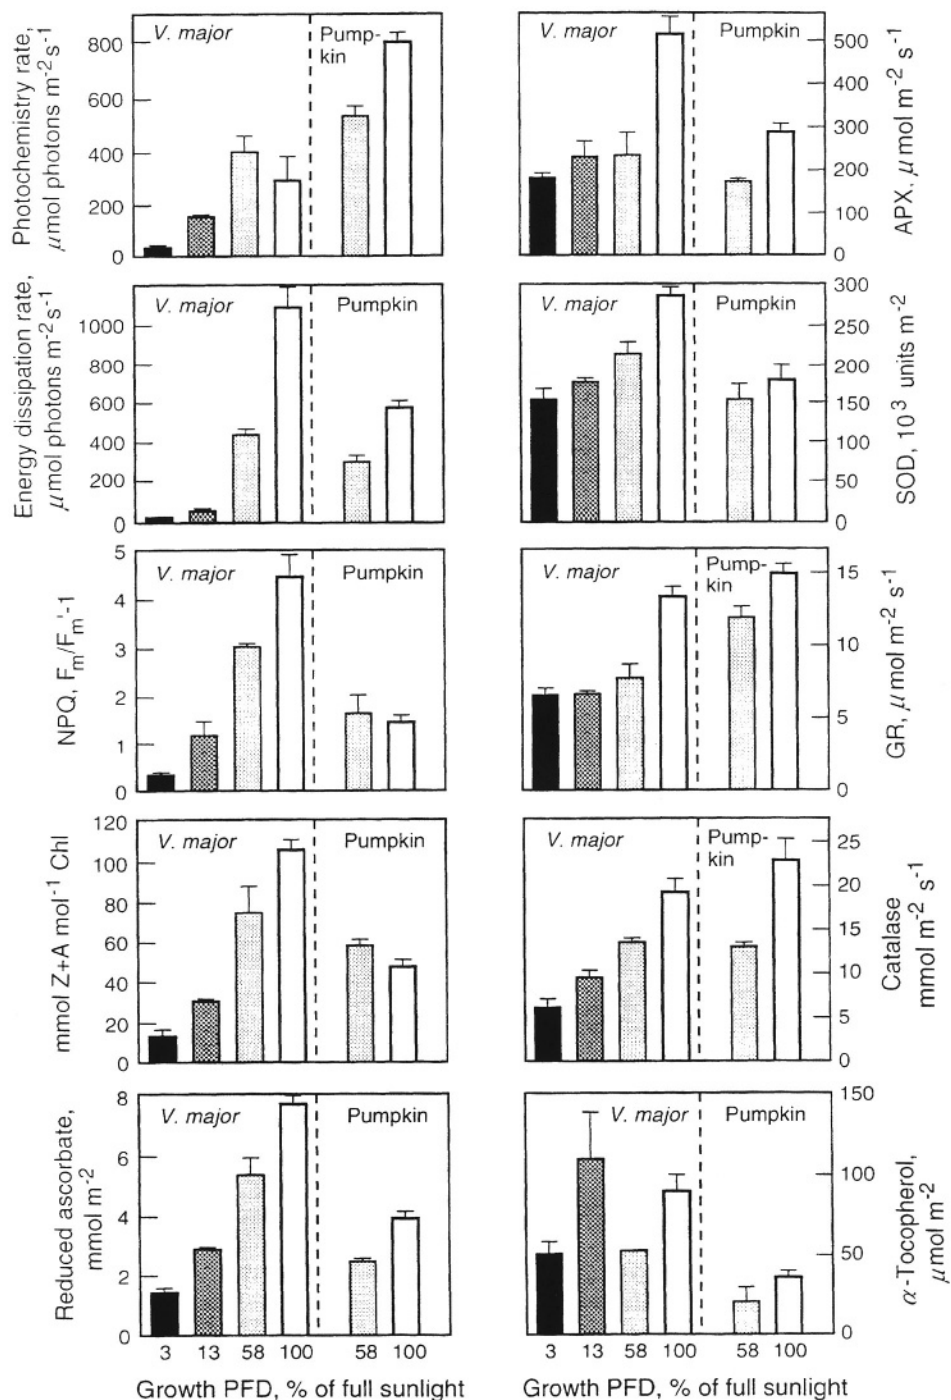 V. major
Pump-
kin
Photochemistry rate,
μmol photons m-2s-1
800
600
400
200
0
V. major
Pumpkin
APX, μ mol m-2 s-1
500
400
300
200
100
0
V. major
Pumpkin
Energy dissipation rate,
μmol photons m-2s-1
1000
800
600
400
200
0
V. major
Pumpkin
SOD, 103 units m-2
300
250
200
150
100
50
0
V. major
Pumpkin
NPQ, Fm/Fm'-1
5
4
3
2
1
0
V. major
Pump-
kin
GR, μmol m-2 s-1
15
10
5
0
V. major
Pumpkin
mmol Z+A mol-1 Chl
120
100
80
60
40
20
0
V. major
Pump-
kin
Catalase
mmol m-2 s-1
25
20
15
10
5
0
V. major
Pumpkin
Reduced ascorbate,
mmol m-2
8
6
4
2
0
3 13 58 100 58 100
Growth PFD, % of full sunlight
V. major
Pumpkin
α-Tocopherol,
μmol m-2
150
100
50
0
3 13 58 100 58 100
Growth PFD, % of full sunlight